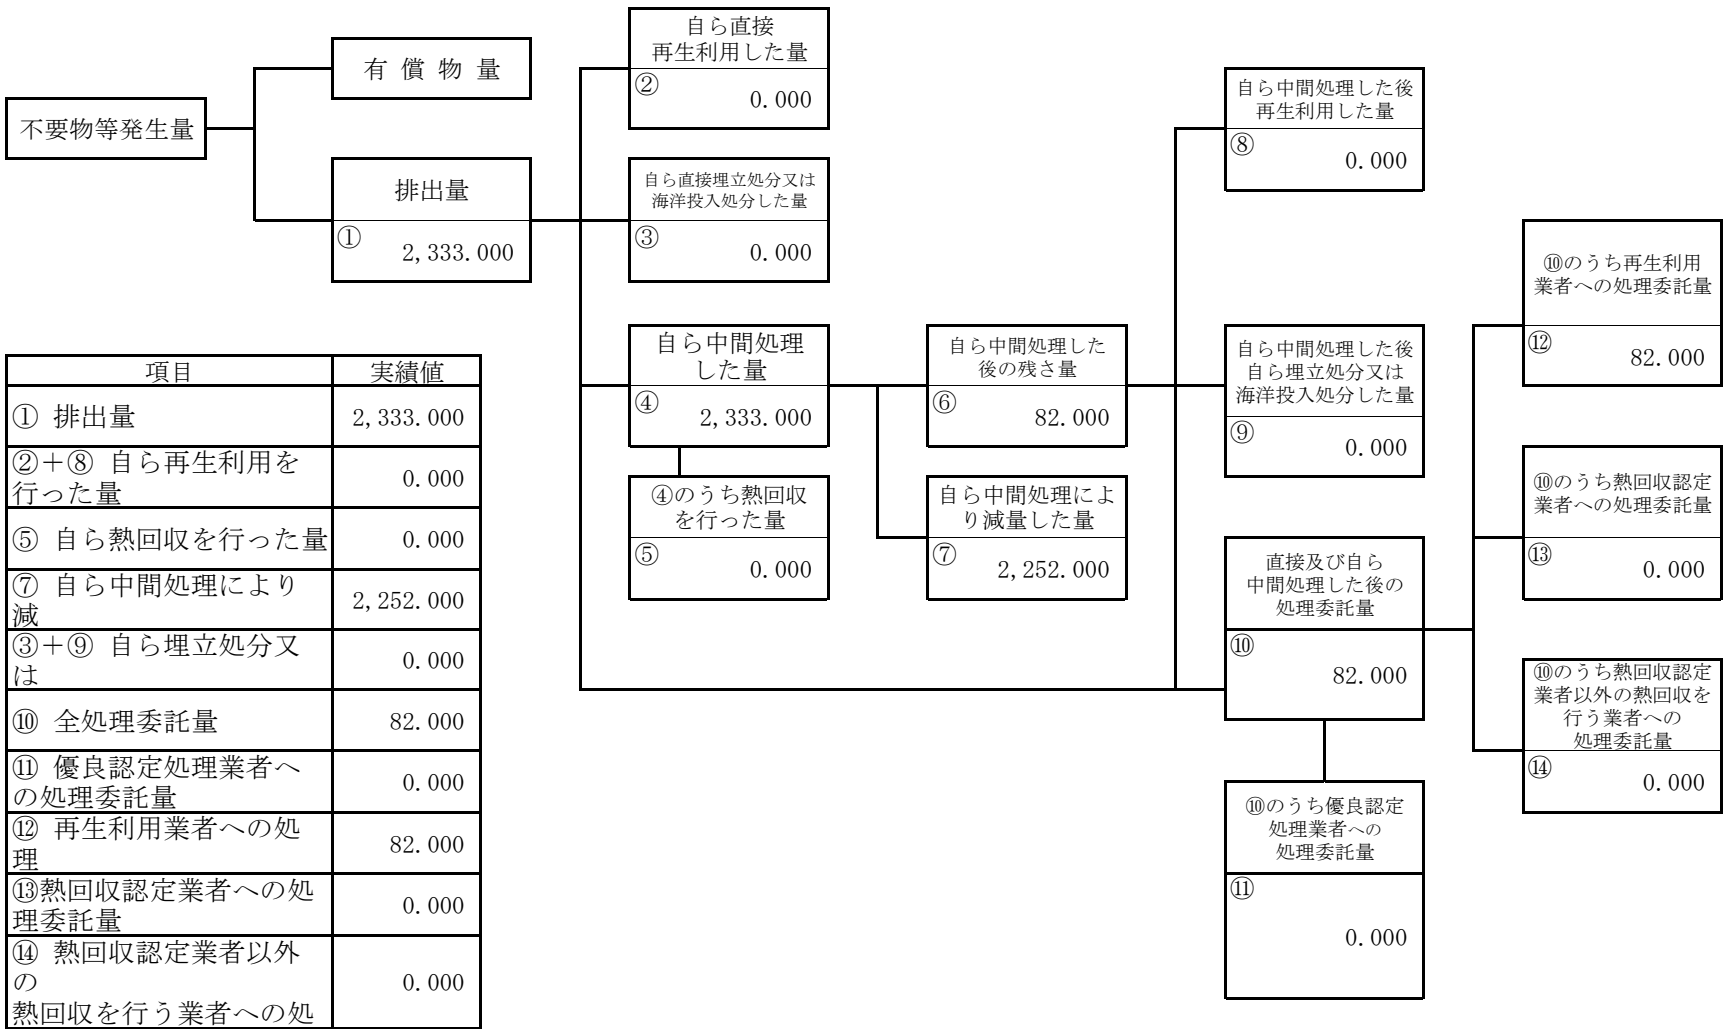 不要物等発生量
有 償 物 量
排出量
①
2,333.000
自ら直接
再生利用した量
②
0.000
自ら直接埋立処分又は
海洋投入処分した量
③
0.000
自ら中間処理
した量
④
2,333.000
④のうち熱回収
を行った量
⑤
0.000
自ら中間処理した
後の残さ量
⑥
82.000
自ら中間処理によ
り減量した量
⑦
2,252.000
自ら中間処理した後
再生利用した量
⑧
0.000
自ら中間処理した後
自ら埋立処分又は
海洋投入処分した量
⑨
0.000
直接及び自ら
中間処理した後の
処理委託量
⑩
82.000
⑩のうち優良認定
処理業者への
処理委託量
⑪
0.000
⑩のうち再生利用
業者への処理委託量
⑫
82.000
⑩のうち熱回収認定
業者への処理委託量
⑬
0.000
⑩のうち熱回収認定
業者以外の熱回収を
行う業者への
処理委託量
⑭
0.000
項目 実績値
① 排出量 2,333.000
②＋⑧ 自ら再生利用を
行った量 0.000
⑤ 自ら熱回収を行った量 0.000
⑦ 自ら中間処理により
減 2,252.000
③＋⑨ 自ら埋立処分又
は 0.000
⑩ 全処理委託量 82.000
⑪ 優良認定処理業者へ
の処理委託量 0.000
⑫ 再生利用業者への処
理 82.000
⑬熱回収認定業者への処
理委託量 0.000
⑭ 熱回収認定業者以外
の
熱回収を行う業者への処 0.000